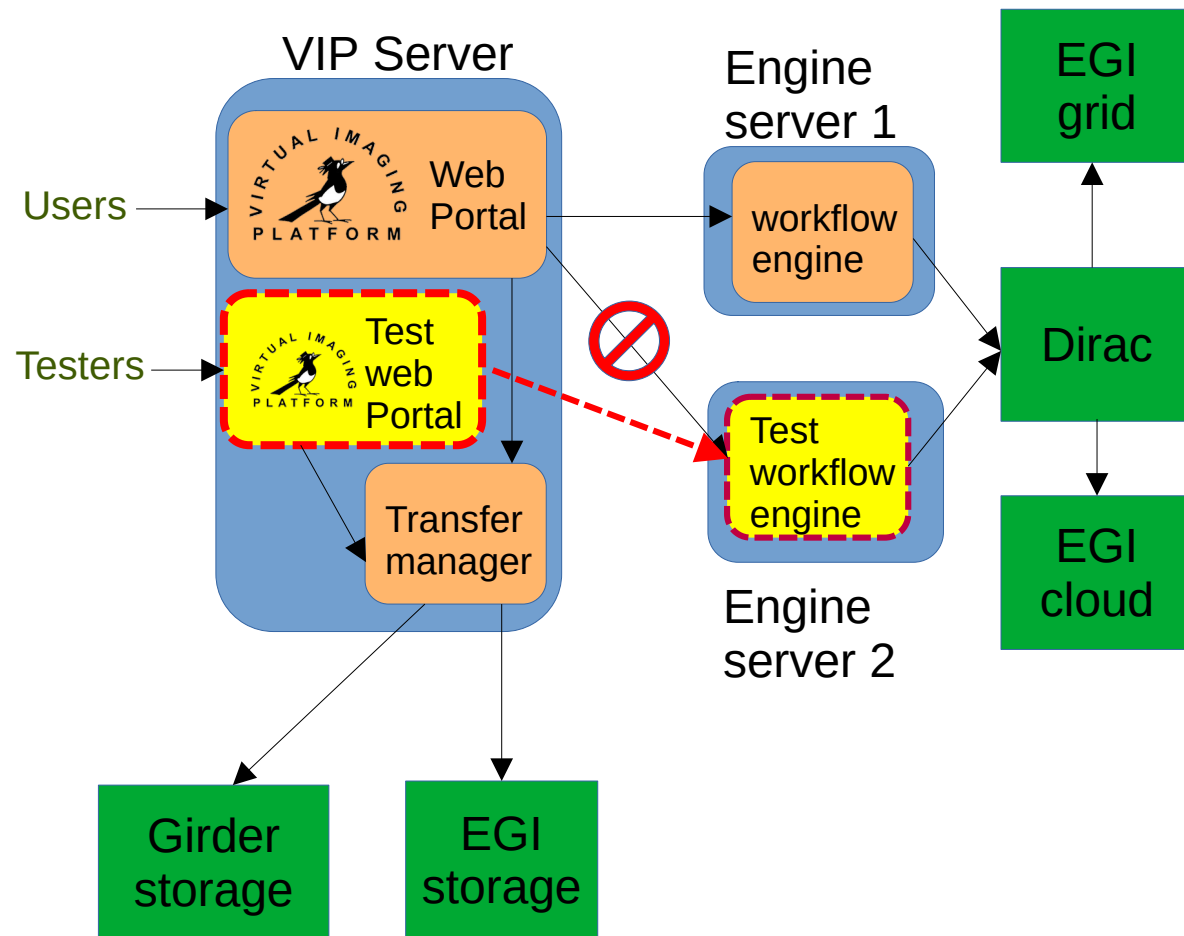 VIP Server
Engine
server 1
EGI
grid
VIRTUAL IMAGING
PLATFORM
Web
Portal
Users
workflow
engine
Test
web
Portal
VIRTUAL IMAGING
PLATFORM
Testers
Dirac
Test
workflow
engine
Transfer
manager
EGI
cloud
Engine
server 2
Girder
storage
EGI
storage